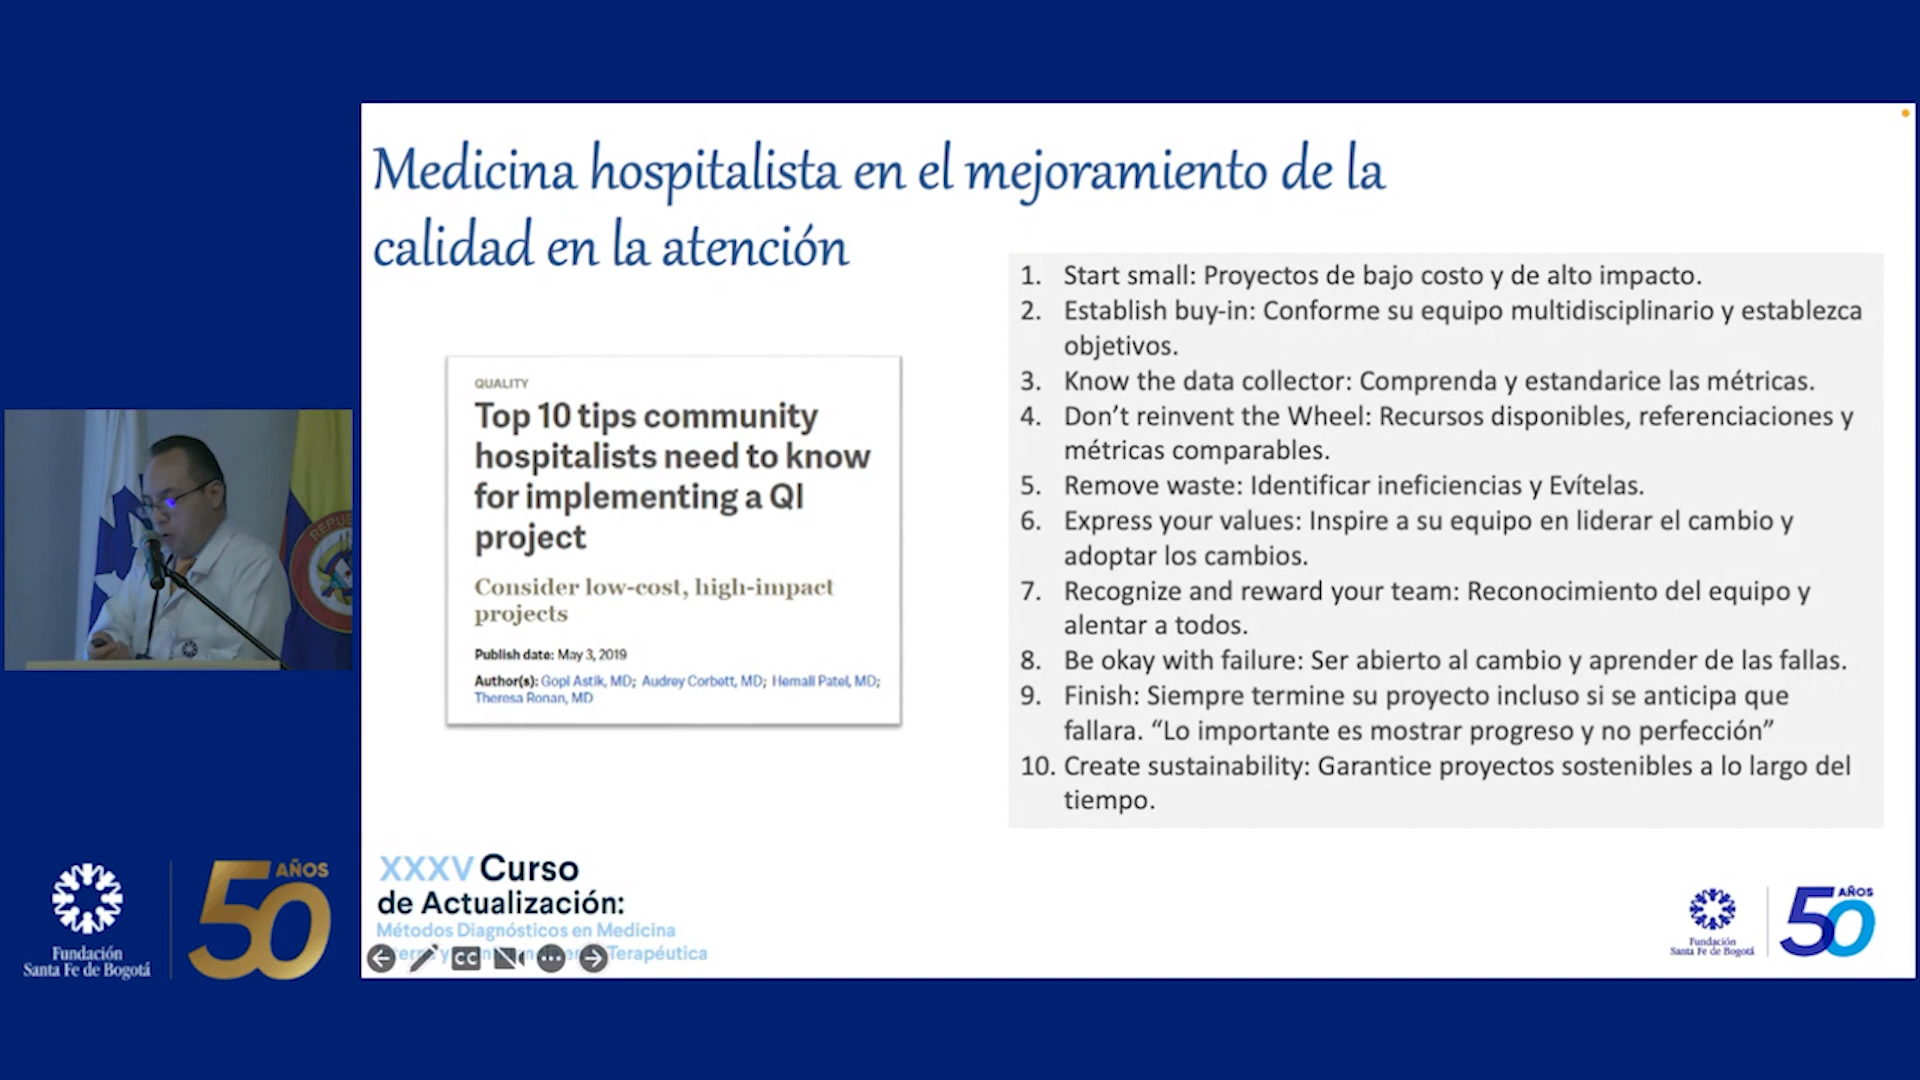 Medicina hospitalista en el mejoramiento de la
calidad en la atención
QUALITY
Top 10 tips community
hospitalists need to know
for implementing a QI
project
Consider low-cost, high-impact
projects
Publish date: May 3, 2019
Author(s): Gopi Astik, MD; Audrey Corbett, MD; Hemali Patel, MD;
Theresa Ronan, MD
1. Start small: Proyectos de bajo costo y de alto impacto.
2. Establish buy-in: Conforme su equipo multidisciplinario y establezca
objetivos.
3. Know the data collector: Comprenda y estandarice las métricas.
4. Don’t reinvent the Wheel: Recursos disponibles, referenciaciones y
métricas comparables.
5. Remove waste: Identificar ineficiencias y Evítelas.
6. Express your values: Inspire a su equipo en liderar el cambio y
adoptar los cambios.
7. Recognize and reward your team: Reconocimiento del equipo y
alentar a todos.
8. Be okay with failure: Ser abierto al cambio y aprender de las fallas.
9. Finish: Siempre termine su proyecto incluso si se anticipa que
fallara. “Lo importante es mostrar progreso y no perfección”
10. Create sustainability: Garantice proyectos sostenibles a lo largo del
tiempo.
XXXV Curso
de Actualización:
Métodos Diagnósticos en Medicina
Terapéutica
CC
Fundación
Santa Fe de Bogotá
50 AÑOS
Fundación
Santa Fe de Bogotá
50 AÑOS